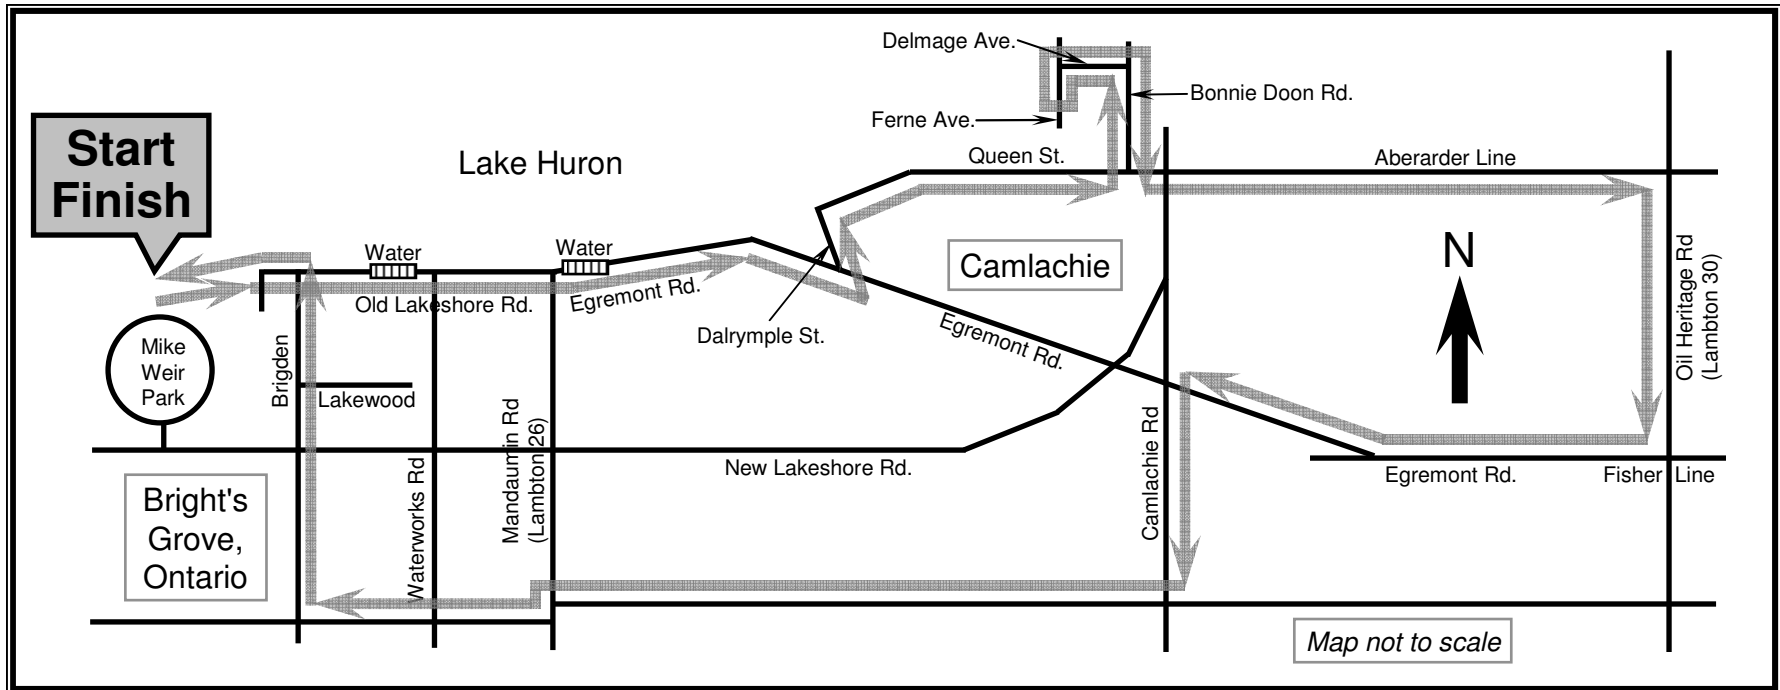 Delmage Ave.
Bonnie Doon Rd.
Ferne Ave.
Start
Finish
Lake Huron
Queen St.
Aberarder Line
Water
Water
Camlachie
N
Oil Heritage Rd
(Lambton 30)
Old Lakeshore Rd.
Egremont Rd.
Dalrymple St.
Egremont Rd.
Mike
Weir
Park
Brigden
Lakewood
Mandaumin Rd
(Lambton 26)
Camlachie Rd
New Lakeshore Rd.
Egremont Rd.
Fisher Line
Waterworks Rd
Bright's
Grove,
Ontario
Map not to scale